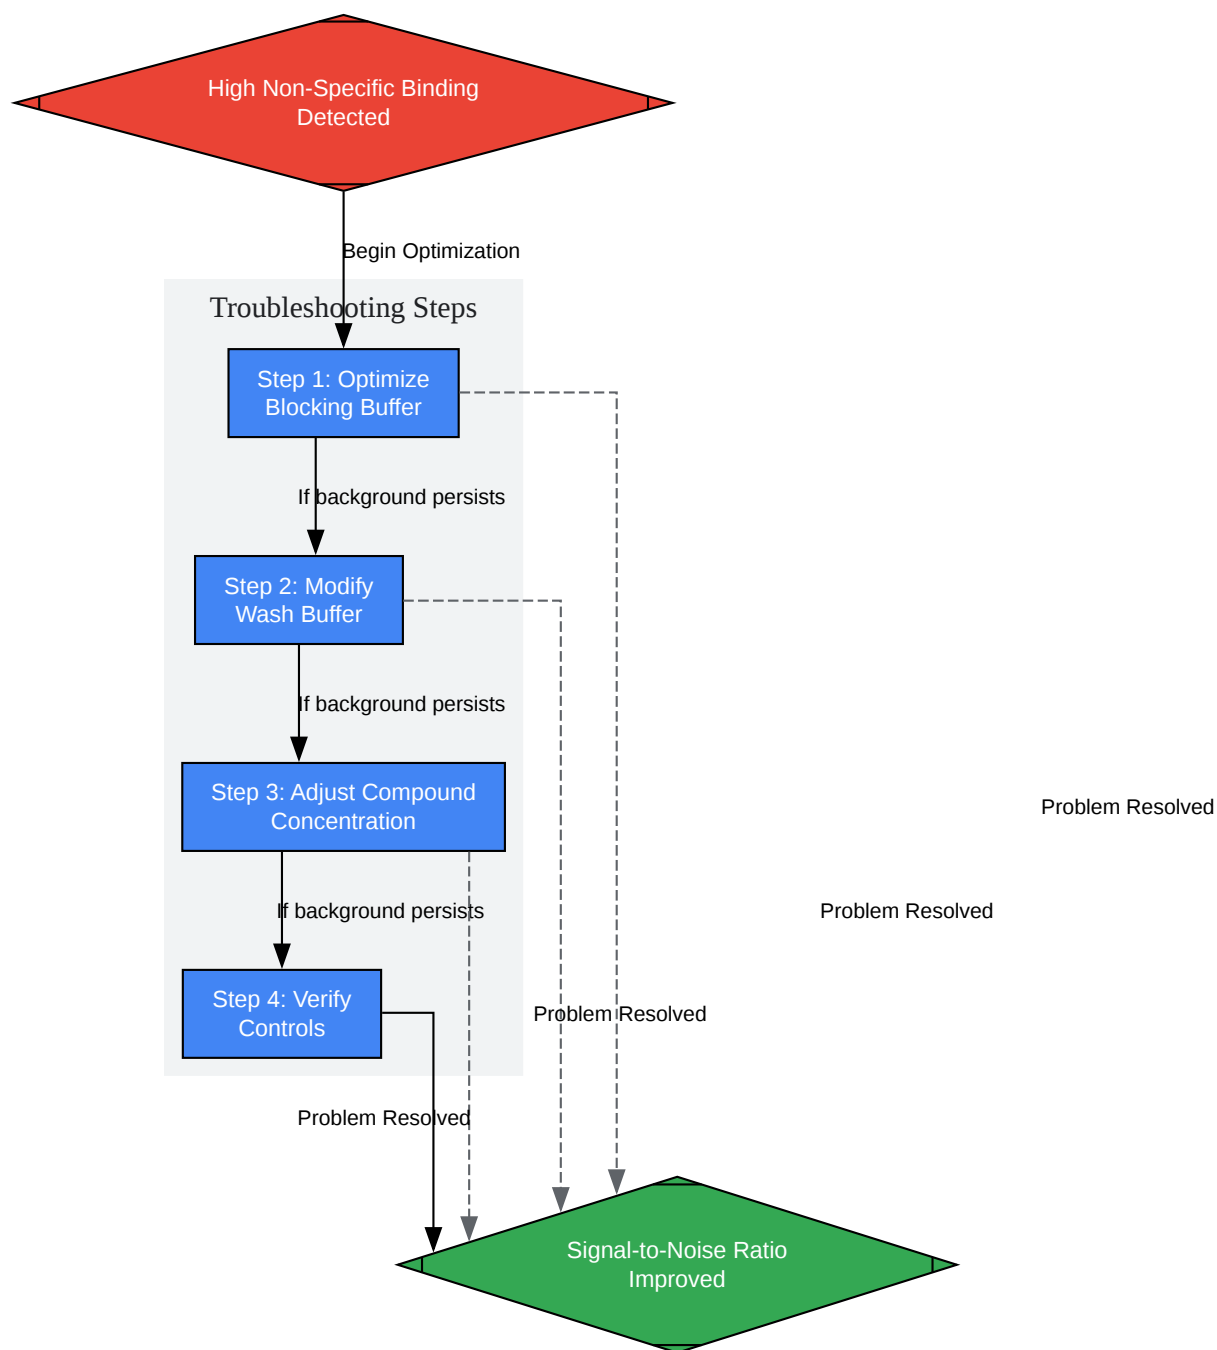 High Non-Specific Binding
Detected
Begin Optimization
Troubleshooting Steps
Step 1: Optimize
Blocking Buffer
If background persists
Step 2: Modify
Wash Buffer
If background persists
Step 3: Adjust Compound
Concentration
Problem Resolved
If background persists
Problem Resolved
Step 4: Verify
Controls
Problem Resolved
Problem Resolved
Signal-to-Noise Ratio
Improved